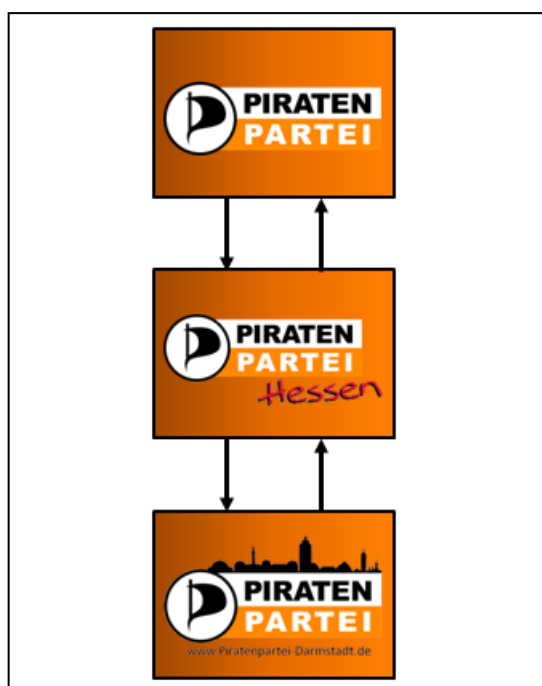 PIRATEN
PARTEI
PIRATEN
PARTEI
Hessen
PIRATEN
PARTEI
www.Piratenpartei-Darmstadt.de